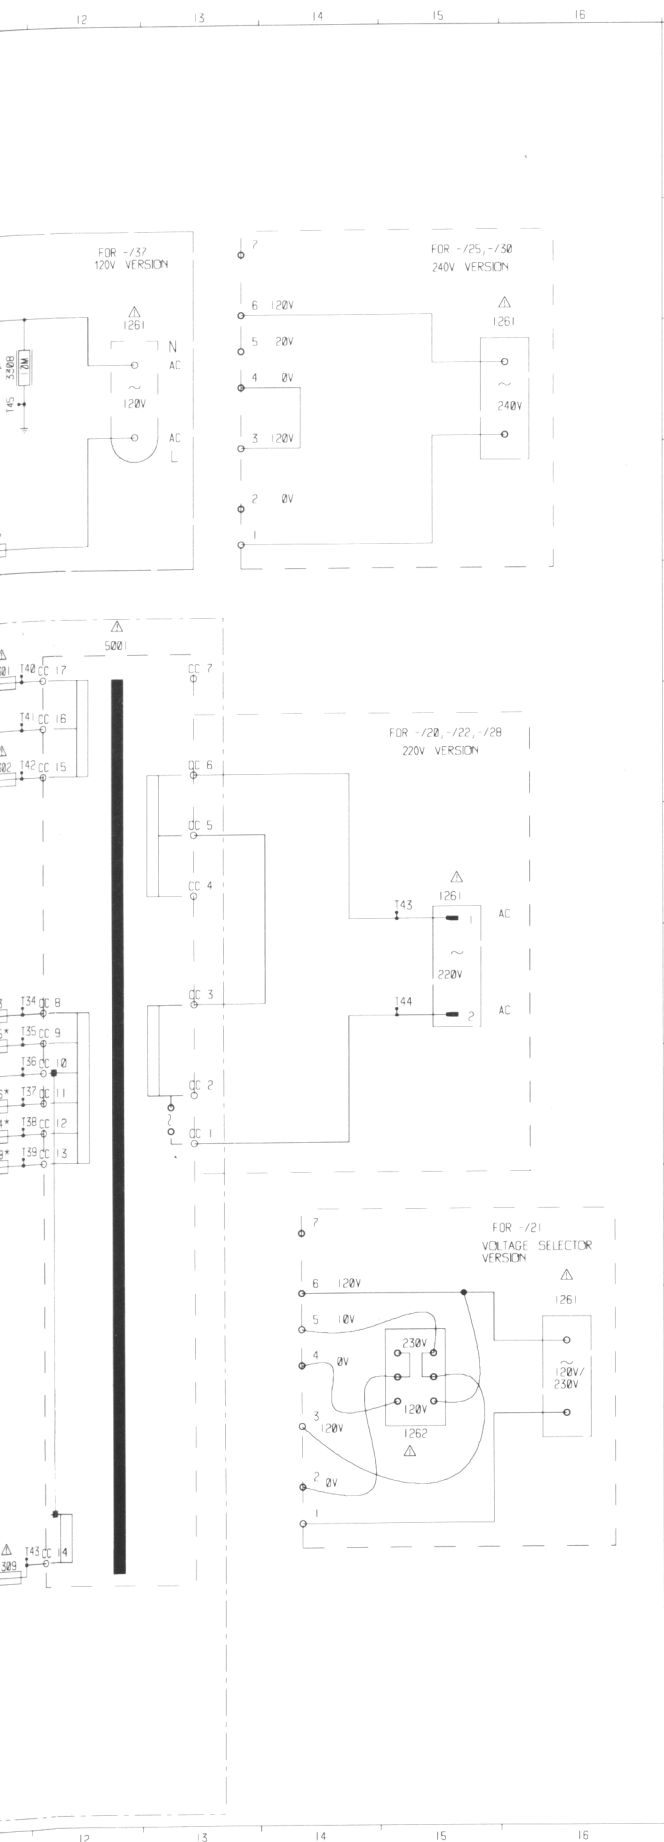 12 13 14 15 16
FOR -/37
120V VERSION
1261
N
AC
~
120V
AC
L
3308
10M
T45
7
FOR -/25,-/30
240V VERSION
6 120V
1261
5 20V
4 0V
~
240V
3 120V
2 0V
1
5001
T40 CC 17
T41 CC 16
T42 CC 15
CC 7
FOR -/20,-/22,-/28
220V VERSION
CC 6
CC 5
CC 4
1261
T43 1 AC
~
220V
T44 2 AC
CC 3
T34 CC 8
T35 CC 9
T36 CC 10
T37 CC 11
T38 CC 12
T39 CC 13
CC 2
CC 1
7
FOR -/21
VOLTAGE SELECTOR
VERSION
6 120V
1261
5 10V
230V
4 0V
~
120V/
230V
120V
3 120V
1262
2 0V
1
T43 CC 14
309
12 13 14 15 16